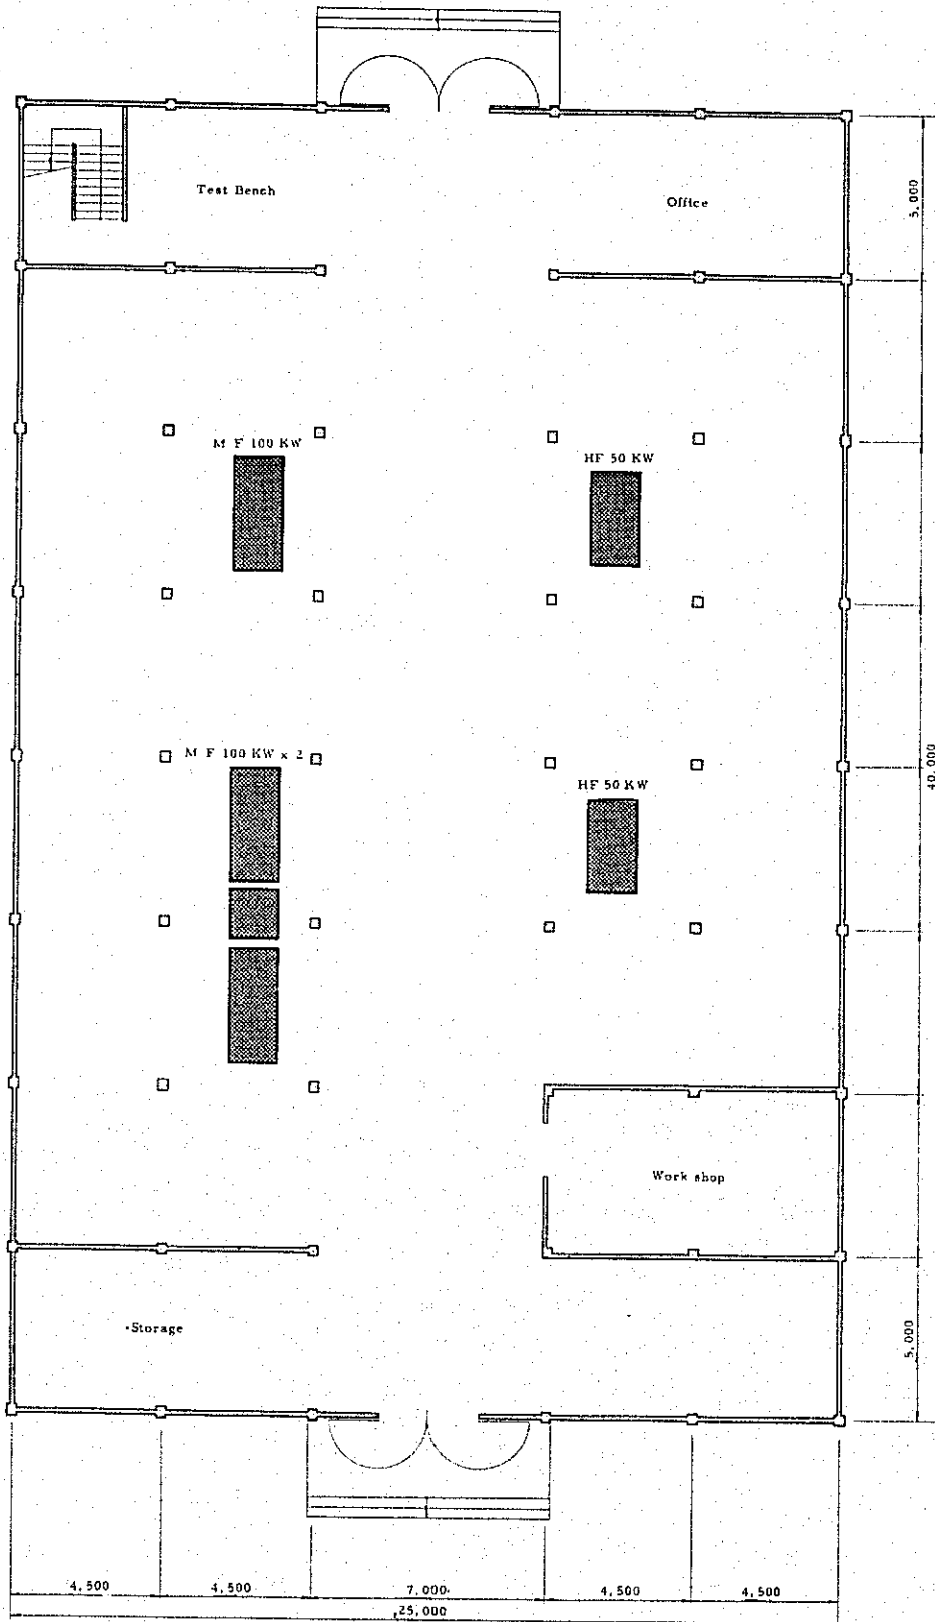 Test Bench
Office
5,000
M F 100 KW
HF 50 KW
M F 100 KW x 2
HF 50 KW
40,000
Work shop
Storage
5,000
4,500
4,500
7,000
4,500
4,500
25,000